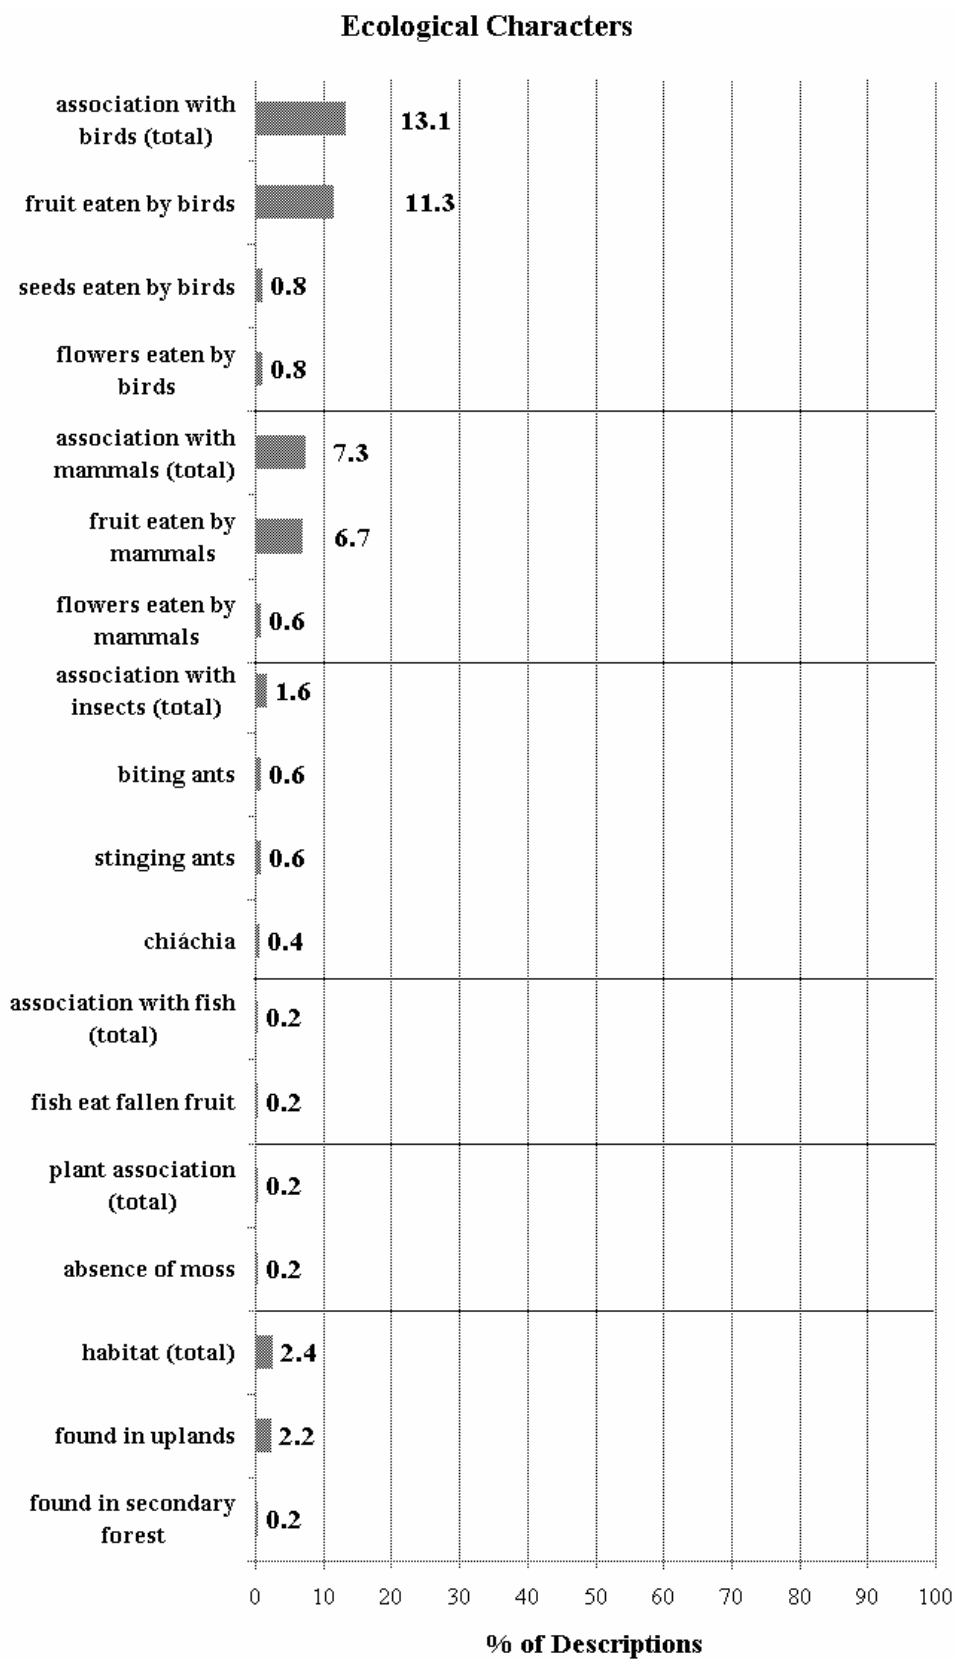 Ecological Characters
association with
birds (total)
13.1
fruit eaten by birds
11.3
seeds eaten by birds
0.8
flowers eaten by
birds
0.8
association with
mammals (total)
7.3
fruit eaten by
mammals
6.7
flowers eaten by
mammals
0.6
association with
insects (total)
1.6
biting ants
0.6
stinging ants
0.6
chiáchia
0.4
association with fish
(total)
0.2
fish eat fallen fruit
0.2
plant association
(total)
0.2
absence of moss
0.2
habitat (total)
2.4
found in uplands
2.2
found in secondary
forest
0.2
0 10 20 30 40 50 60 70 80 90 100
% of Descriptions